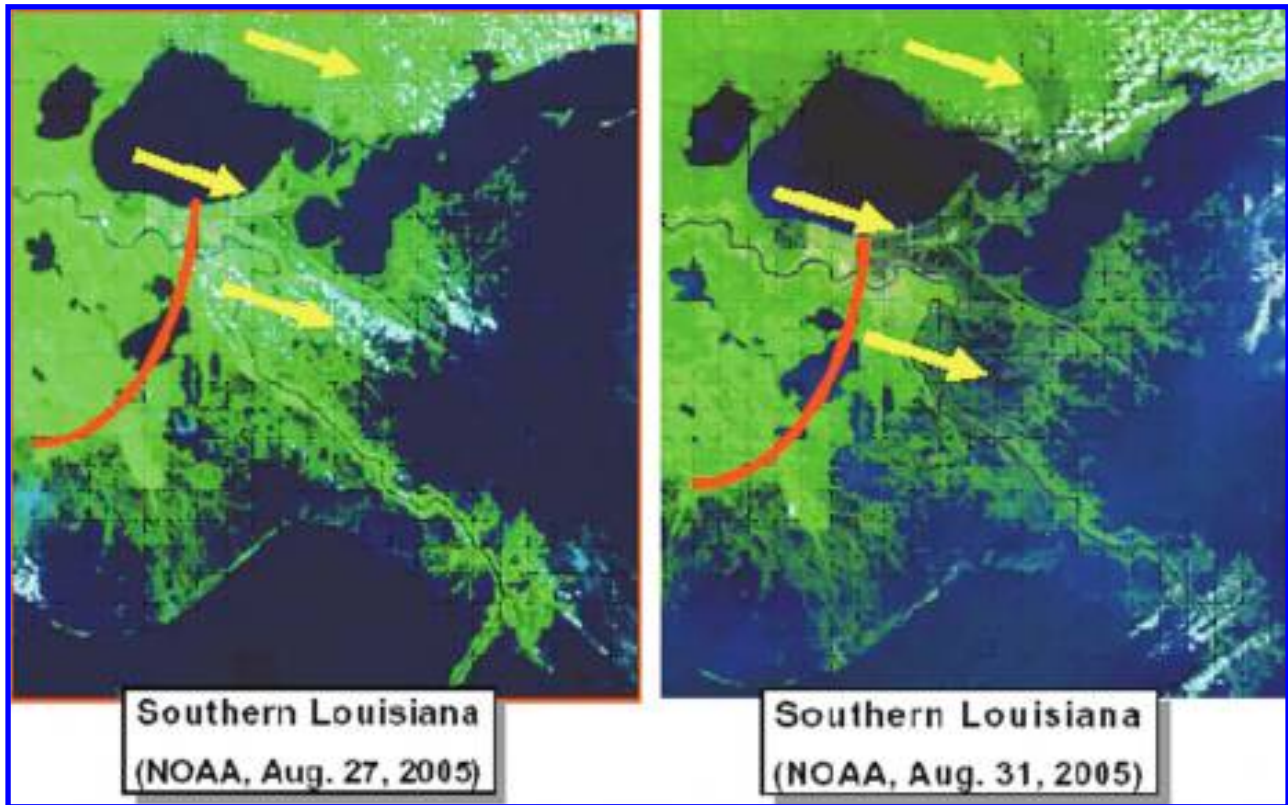 Southern Louisiana
(NOAA, Aug. 27, 2005)
Southern Louisiana
(NOAA, Aug. 31, 2005)